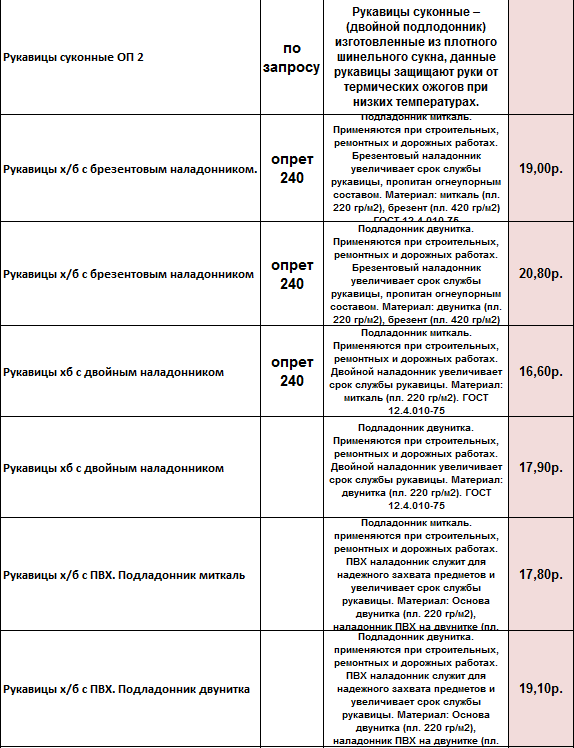 Рукавицы суконные ОП 2
по
запросу
Рукавицы суконные –
(двойной подлодонник)
изготовленные из плотного
шинельного сукна, данные
рукавицы защищают руки от
термических ожогов при
низких температурах.
Рукавицы х/б с брезентовым наладонником.
опрет
240
Подладонник миткаль.
Применяются при строительных,
ремонтных и дорожных работах.
Брезентовый наладонник
увеличивает срок службы
рукавицы, пропитан огнеупорным
составом. Материал: миткаль (пл.
220 гр/м2), брезент (пл. 420 гр/м2)
ГОСТ 12.4.010-75
19,00р.
Рукавицы х/б с брезентовым наладонником
опрет
240
Подладонник двунитка.
Применяются при строительных,
ремонтных и дорожных работах.
Брезентовый наладонник
увеличивает срок службы
рукавицы, пропитан огнеупорным
составом. Материал: двунитка (пл.
220 гр/м2), брезент (пл. 420 гр/м2)
20,80р.
Рукавицы хб с двойным наладонником
опрет
240
Подладонник миткаль.
Применяются при строительных,
ремонтных и дорожных работах.
Двойной наладонник увеличивает
срок службы рукавицы. Материал:
миткаль (пл. 220 гр/м2). ГОСТ
12.4.010-75
16,60р.
Рукавицы хб с двойным наладонником
Подладонник двунитка.
Применяются при строительных,
ремонтных и дорожных работах.
Двойной наладонник увеличивает
срок службы рукавицы. Материал:
двунитка (пл. 220 гр/м2). ГОСТ
12.4.010-75
17,90р.
Рукавицы х/б с ПВХ. Подладонник миткаль
Подладонник миткаль.
применяются при строительных,
ремонтных и дорожных работах.
ПВХ наладонник служит для
надежного захвата предметов и
увеличивает срок службы
рукавицы. Материал: Основа
двунитка (пл. 220 гр/м2),
наладонник ПВХ на двунитке (пл.
17,80р.
Рукавицы х/б с ПВХ. Подладонник двунитка
Подладонник двунитка.
применяются при строительных,
ремонтных и дорожных работах.
ПВХ наладонник служит для
надежного захвата предметов и
увеличивает срок службы
рукавицы. Материал: Основа
двунитка (пл. 220 гр/м2),
наладонник ПВХ на двунитке (пл.
19,10р.